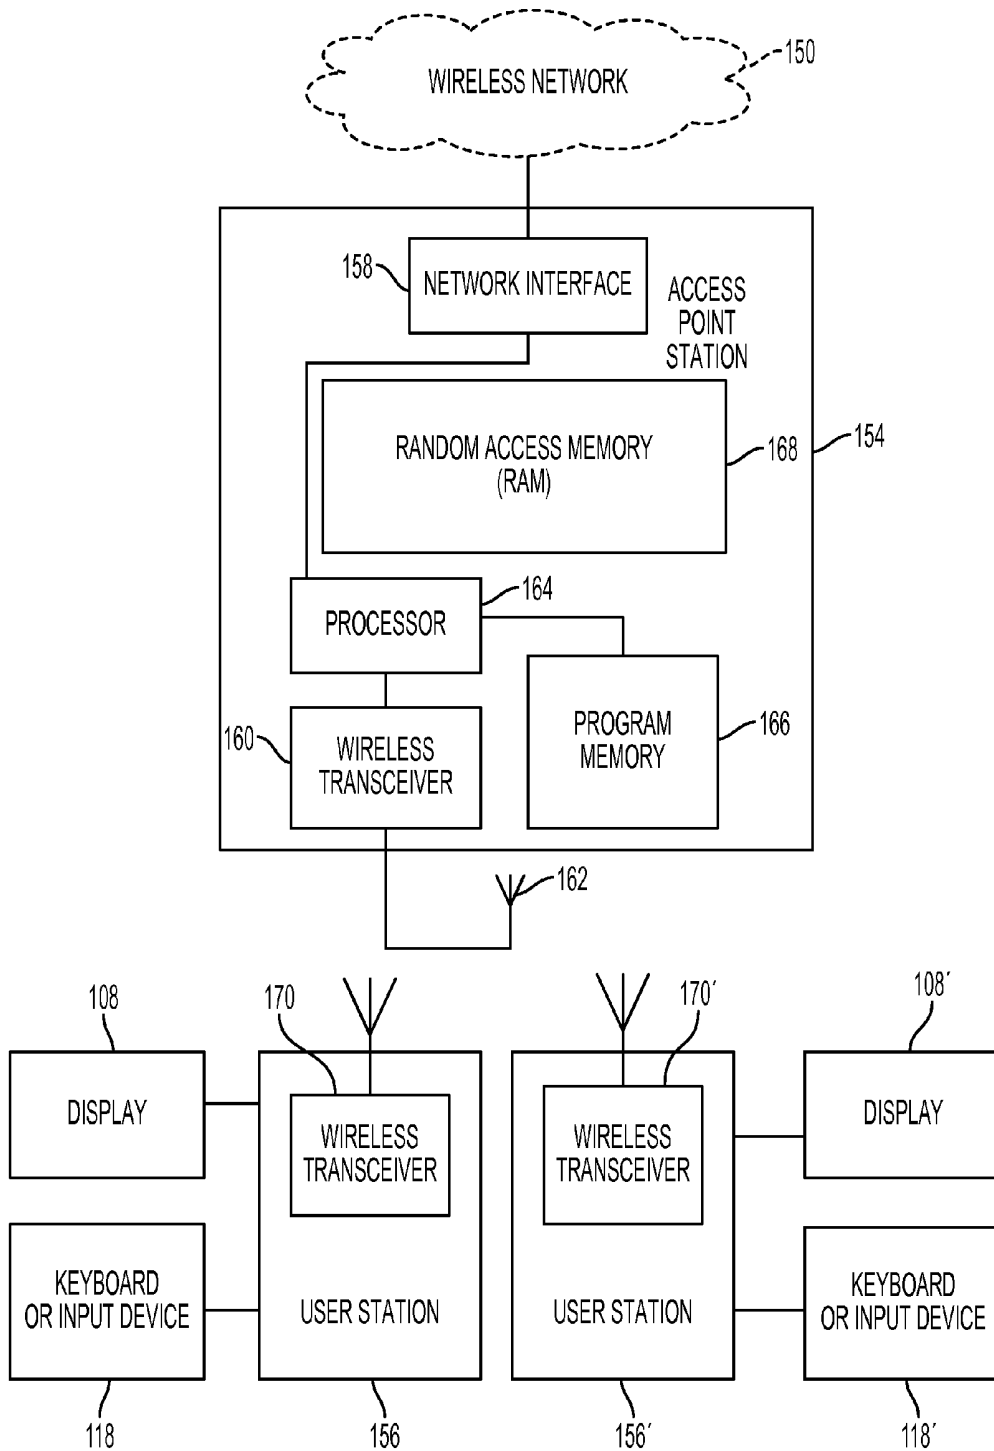 150
WIRELESS NETWORK
158
NETWORK INTERFACE
ACCESS
POINT
STATION
RANDOM ACCESS MEMORY
(RAM)
168
154
164
PROCESSOR
160
WIRELESS
TRANSCEIVER
PROGRAM
MEMORY
166
162
108
170
170′
108′
DISPLAY
WIRELESS
TRANSCEIVER
WIRELESS
TRANSCEIVER
DISPLAY
KEYBOARD
OR INPUT DEVICE
USER STATION
USER STATION
KEYBOARD
OR INPUT DEVICE
118
156
156′
118′